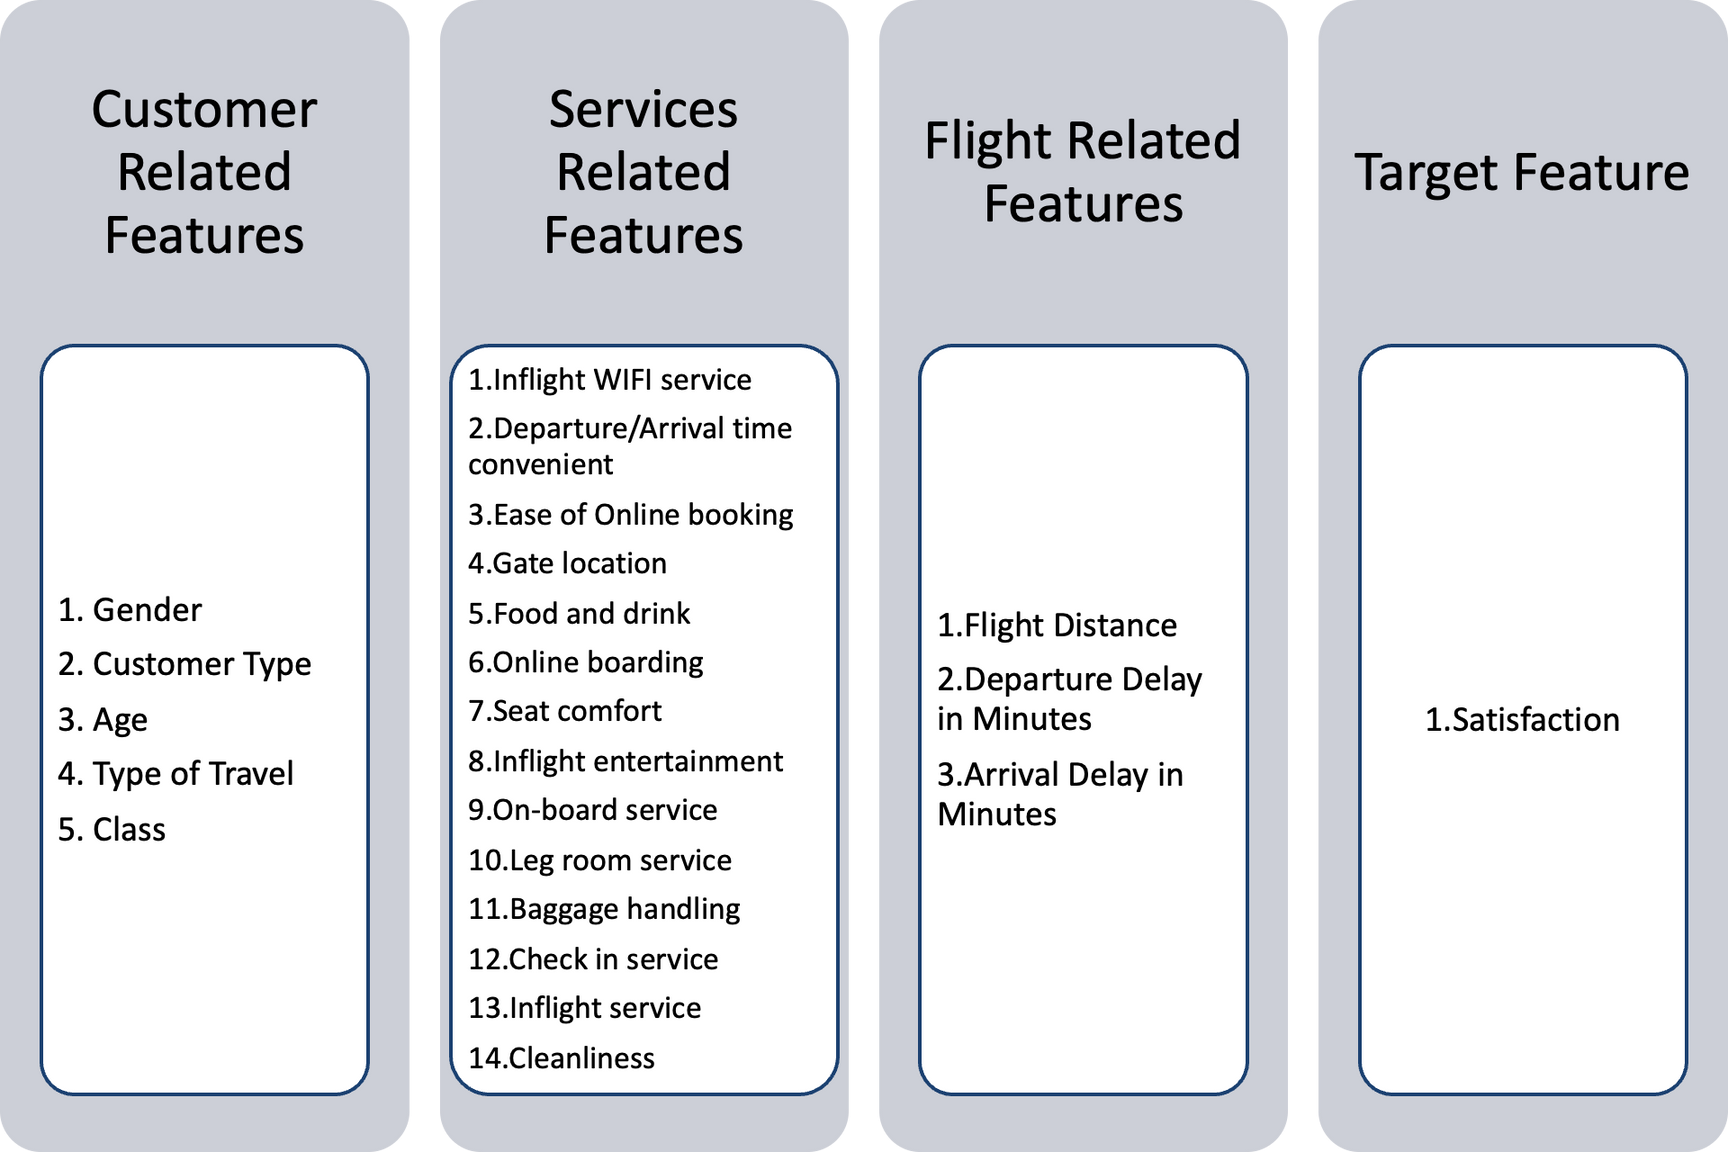 Customer
Related
Features
1. Gender
2. Customer Type
3. Age
4. Type of Travel
5. Class
Services
Related
Features
1.Inflight WIFI service
2.Departure/Arrival time
convenient
3.Ease of Online booking
4.Gate location
5.Food and drink
6.Online boarding
7.Seat comfort
8.Inflight entertainment
9.On-board service
10.Leg room service
11.Baggage handling
12.Check in service
13.Inflight service
14.Cleanliness
Flight Related
Features
1.Flight Distance
2.Departure Delay
in Minutes
3.Arrival Delay in
Minutes
Target Feature
1.Satisfaction